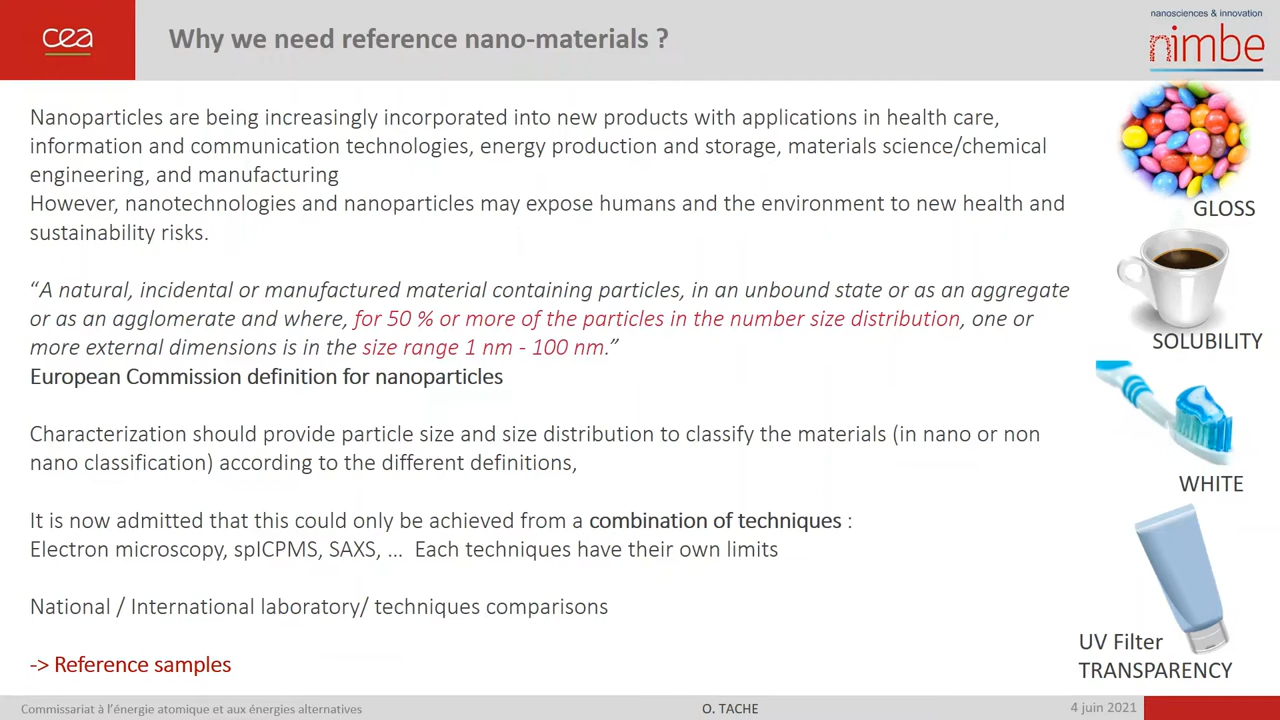 cea
Why we need reference nano-materials ?
nanosciences & innovation
nimbe
Nanoparticles are being increasingly incorporated into new products with applications in health care,
information and communication technologies, energy production and storage, materials science/chemical
engineering, and manufacturing
However, nanotechnologies and nanoparticles may expose humans and the environment to new health and
sustainability risks.
“A natural, incidental or manufactured material containing particles, in an unbound state or as an aggregate
or as an agglomerate and where, for 50 % or more of the particles in the number size distribution, one or
more external dimensions is in the size range 1 nm - 100 nm.”
European Commission definition for nanoparticles
Characterization should provide particle size and size distribution to classify the materials (in nano or non
nano classification) according to the different definitions,
It is now admitted that this could only be achieved from a combination of techniques :
Electron microscopy, spICPMS, SAXS, ... Each techniques have their own limits
National / International laboratory/ techniques comparisons
-> Reference samples
GLOSS
SOLUBILITY
WHITE
UV Filter
TRANSPARENCY
Commissariat à l’énergie atomique et aux énergies alternatives
O. TACHE
4 juin 2021